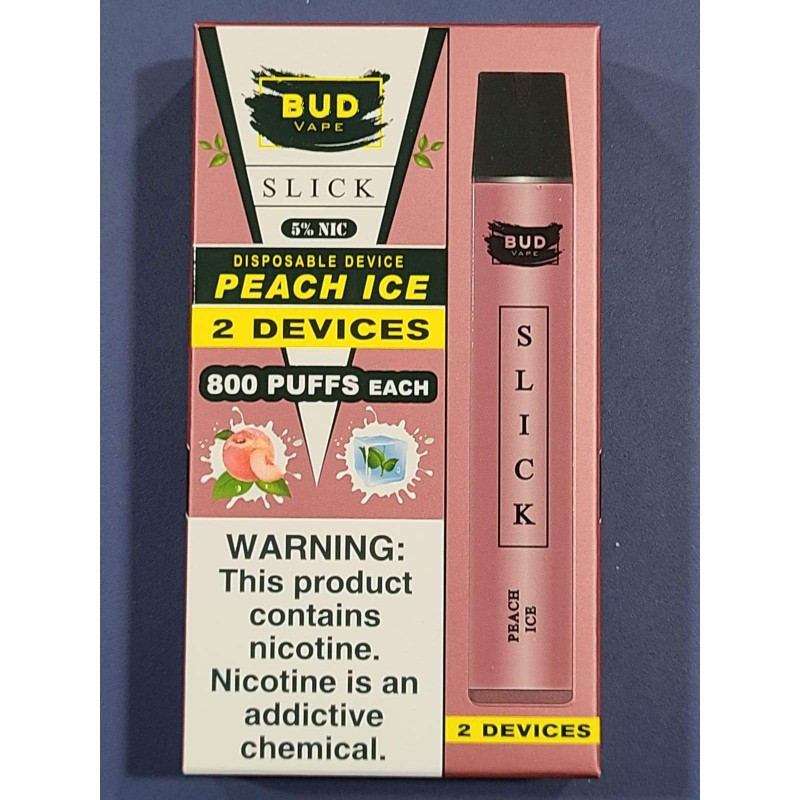 BUD
VAPE
SLICK
5% NIC
DISPOSABLE DEVICE
PEACH ICE
2 DEVICES
800 PUFFS EACH
WARNING:
This product
contains
nicotine.
Nicotine is an
addictive
chemical.
BUD
VAPE
SLICK
PEACH
ICE
2 DEVICES